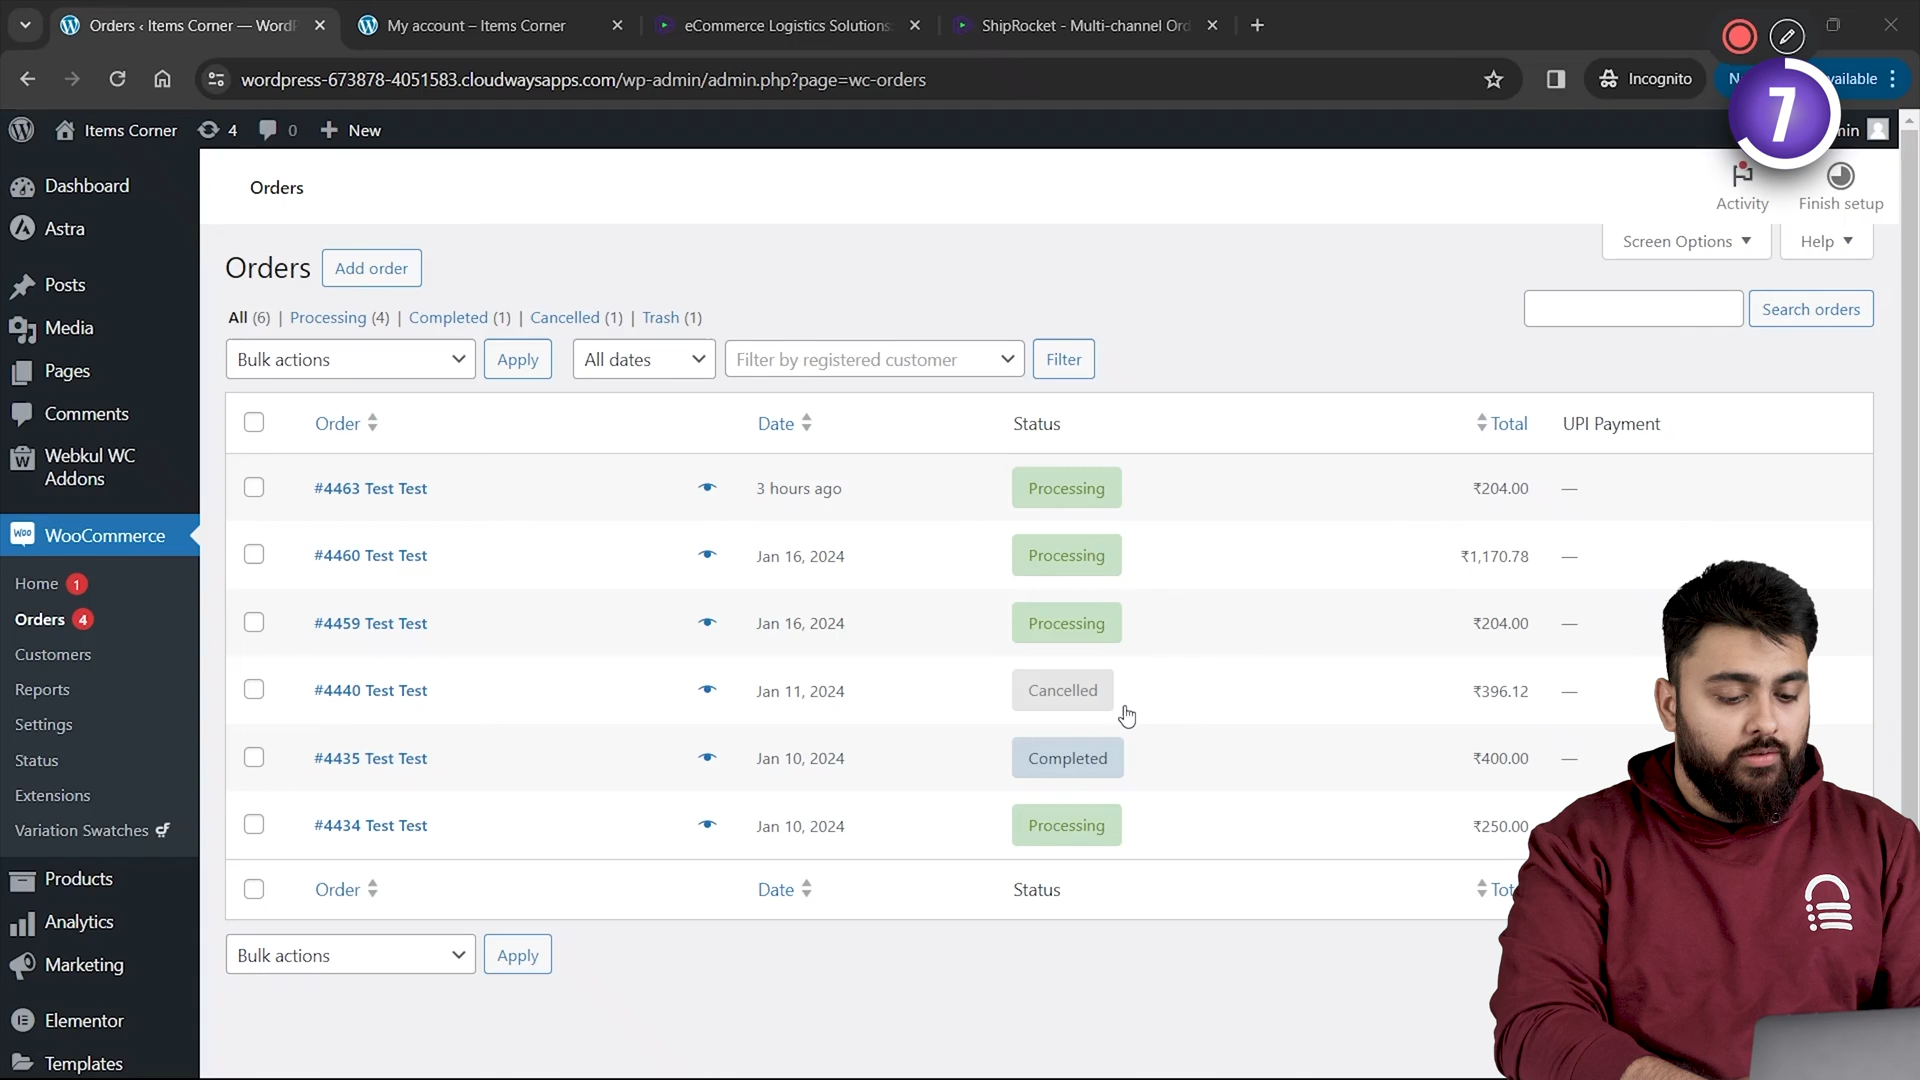 Orders ‹ Items Corner — WordP
My account – Items Corner
eCommerce Logistics Solutions
ShipRocket - Multi-channel Ord
wordpress-673878-4051583.cloudwaysapps.com/wp-admin/admin.php?page=wc-orders
Incognito
7
Items Corner
4
0
New
Dashboard
Astra
Posts
Media
Pages
Comments
Webkul WC
Addons
WooCommerce
Home 1
Orders 4
Customers
Reports
Settings
Status
Extensions
Variation Swatches
Products
Analytics
Marketing
Elementor
Templates
Orders
Activity
Finish setup
Screen Options
Help
Orders
Add order
All (6) | Processing (4) | Completed (1) | Cancelled (1) | Trash (1)
Search orders
Bulk actions
Apply
All dates
Filter by registered customer
Filter
Order Date Status Total UPI Payment
#4463 Test Test 3 hours ago Processing ₹204.00 —
#4460 Test Test Jan 16, 2024 Processing ₹1,170.78 —
#4459 Test Test Jan 16, 2024 Processing ₹204.00 —
#4440 Test Test Jan 11, 2024 Cancelled ₹396.12 —
#4435 Test Test Jan 10, 2024 Completed ₹400.00 —
#4434 Test Test Jan 10, 2024 Processing ₹250.00
Order Date Status
Bulk actions
Apply